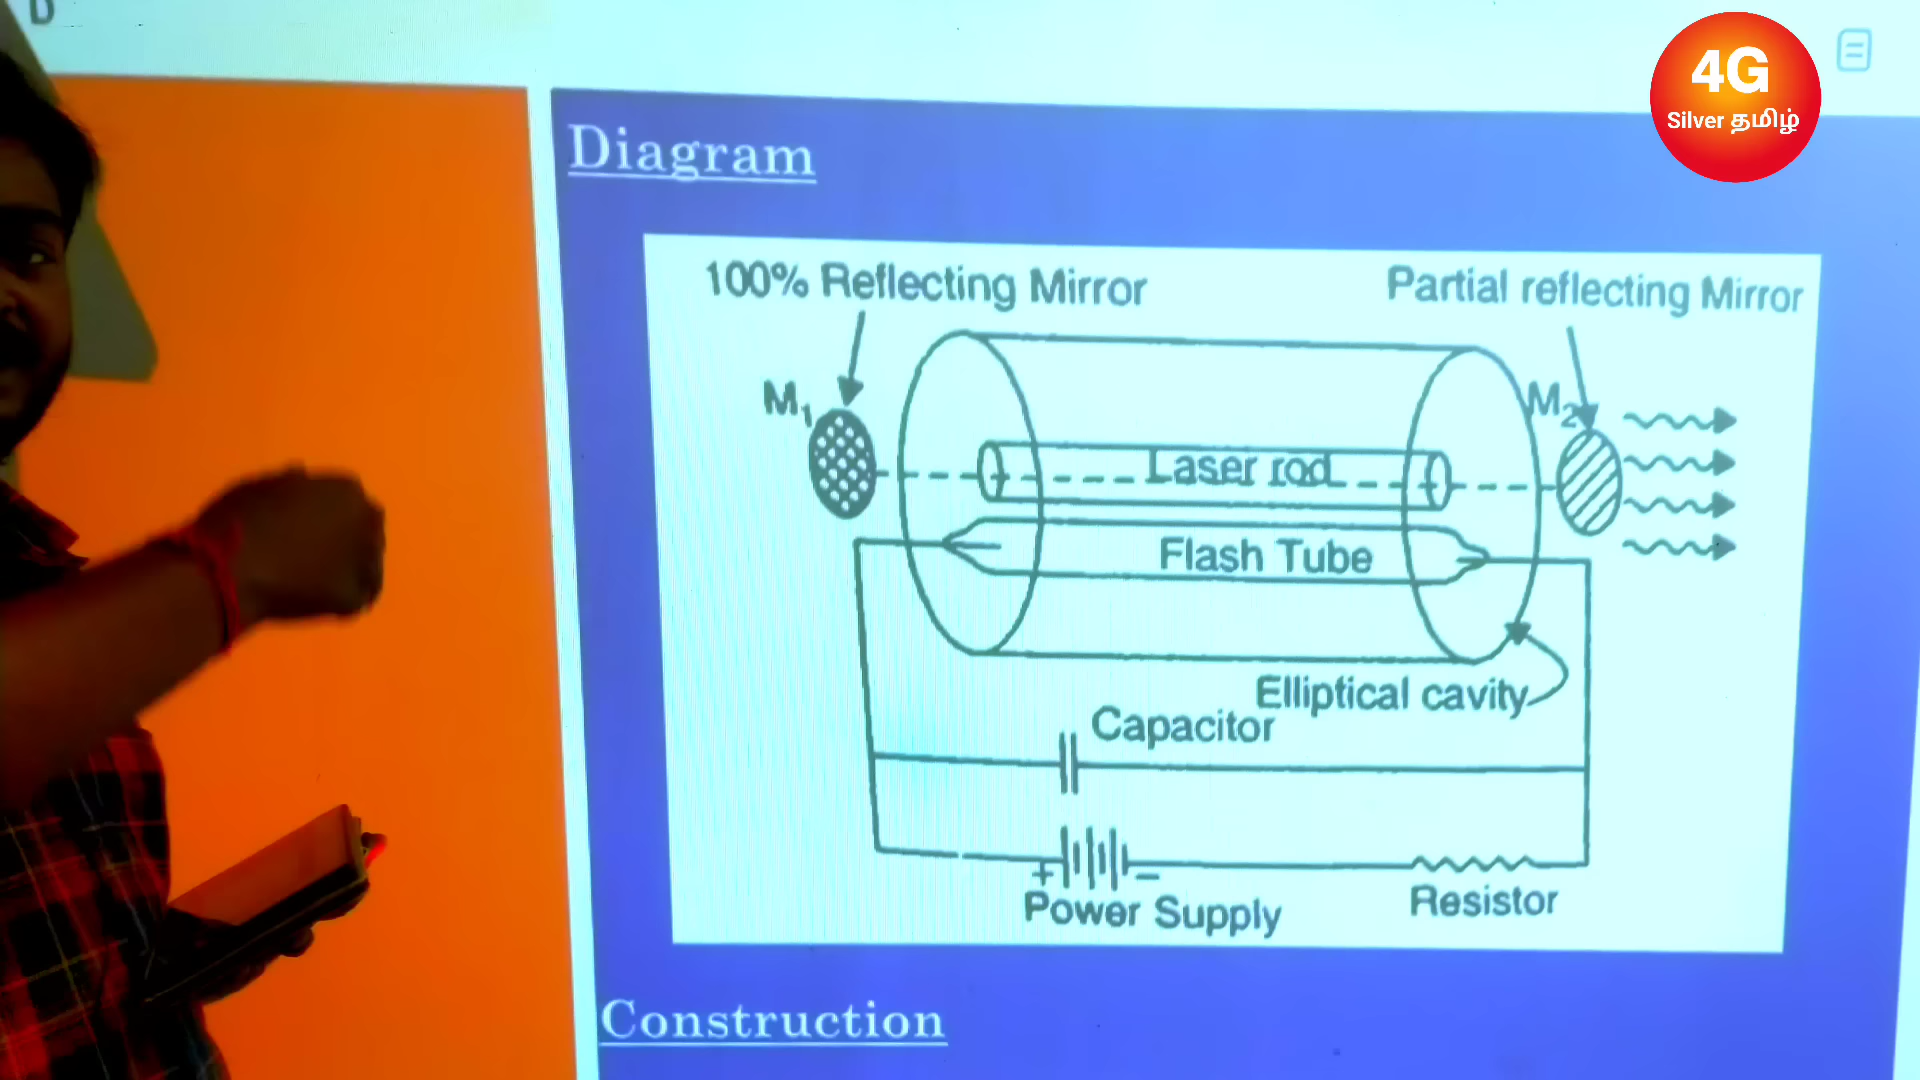 D
4G
Silver தமிழ்
Diagram
100% Reflecting Mirror
Partial reflecting Mirror
M1
M2
Laser rod
Flash Tube
Elliptical cavity
Capacitor
+ –
Power Supply
Resistor
Construction